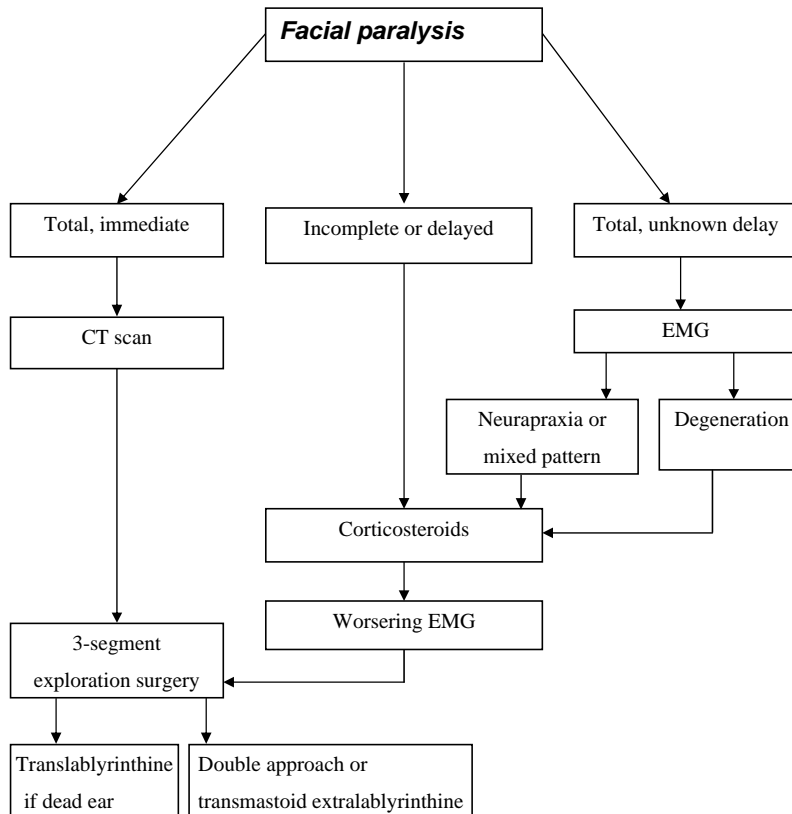 Facial paralysis
Total, immediate
Incomplete or delayed
Total, unknown delay
CT scan
EMG
Neurapraxia or
mixed pattern
Degeneration
Corticosteroids
Worsering EMG
3-segment
exploration surgery
Translablyrinthine
if dead ear
Double approach or
transmastoid extralablyrinthine